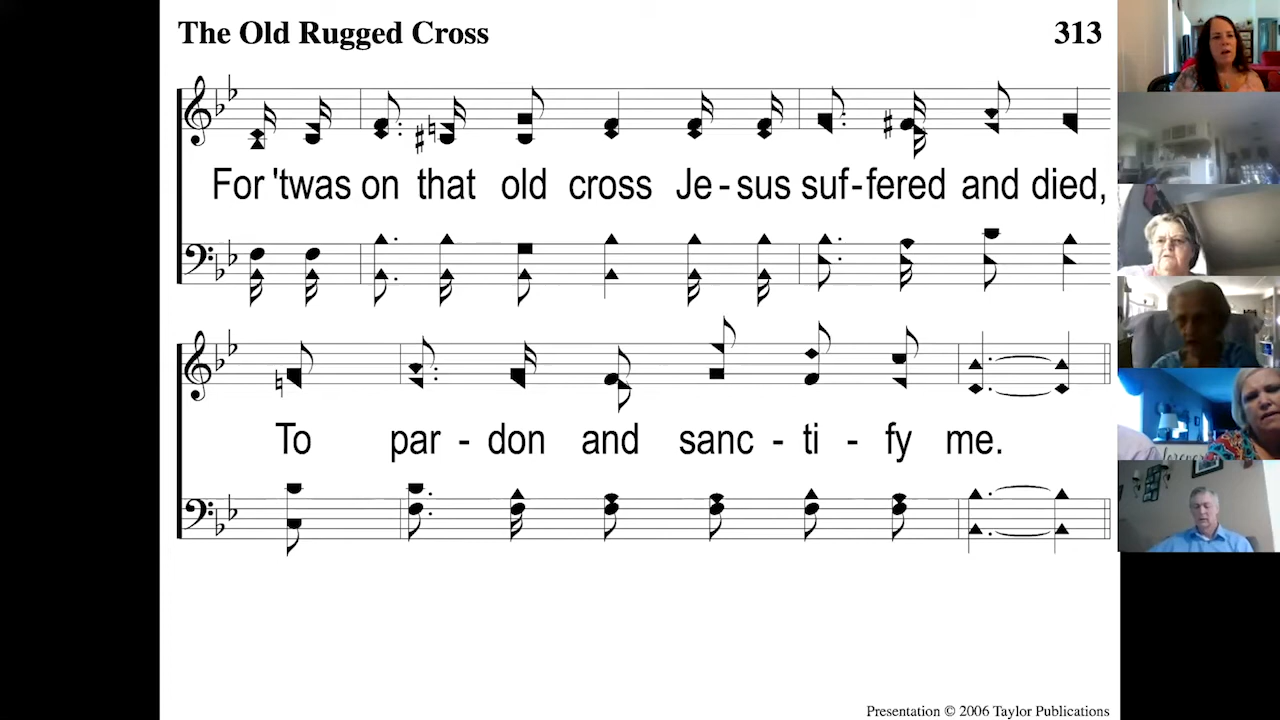 The Old Rugged Cross 313
For 'twas on that old cross Je - sus suf - fered and died,
To par - don and sanc - ti - fy me.
Presentation © 2006 Taylor Publications